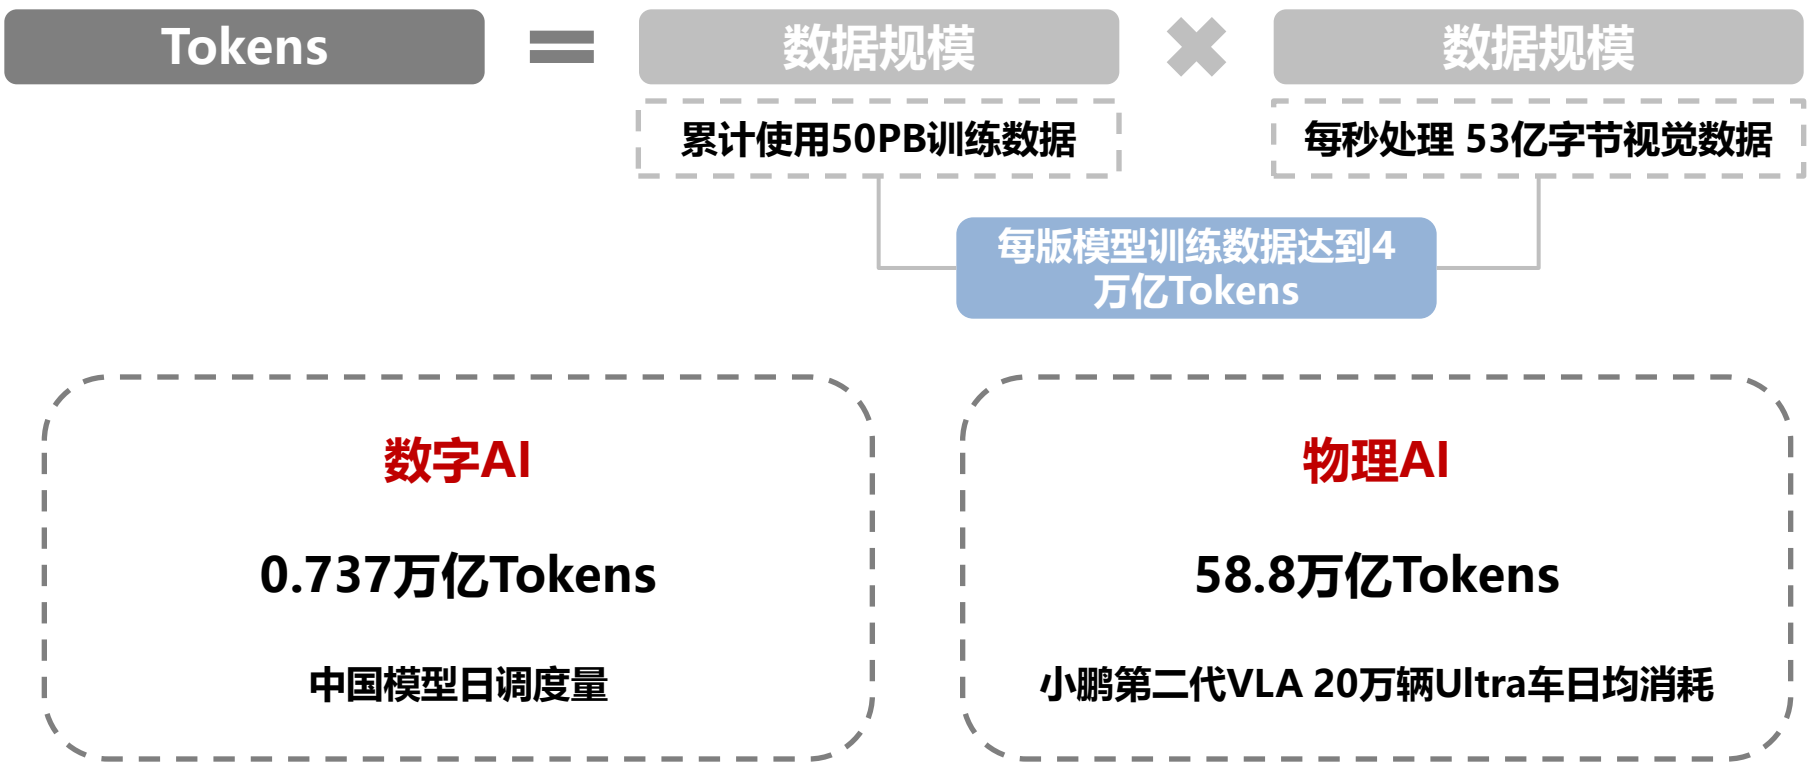 Tokens
=
数据规模
×
数据规模
累计使用50PB训练数据
每秒处理 53亿字节视觉数据
每版模型训练数据达到4
万亿Tokens
数字AI
0.737万亿Tokens
中国模型日调度量
物理AI
58.8万亿Tokens
小鹏第二代VLA 20万辆Ultra车日均消耗